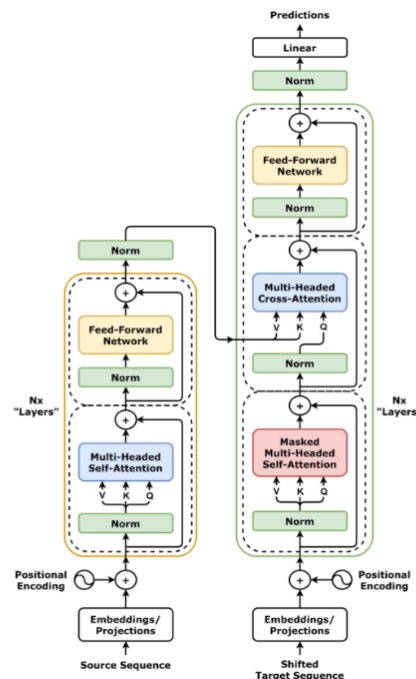 Predictions
Linear
Norm
Feed-Forward
Network
Norm
Multi-Headed
Cross-Attention
V K Q
Norm
Masked
Multi-Headed
Self-Attention
V K Q
Norm
Nx
"Layers
Positional
Encoding
Embeddings/
Projections
Shifted
Target Sequence
Norm
Feed-Forward
Network
Norm
Nx
"Layers"
Multi-Headed
Self-Attention
V K Q
Norm
Positional
Encoding
Embeddings/
Projections
Source Sequence